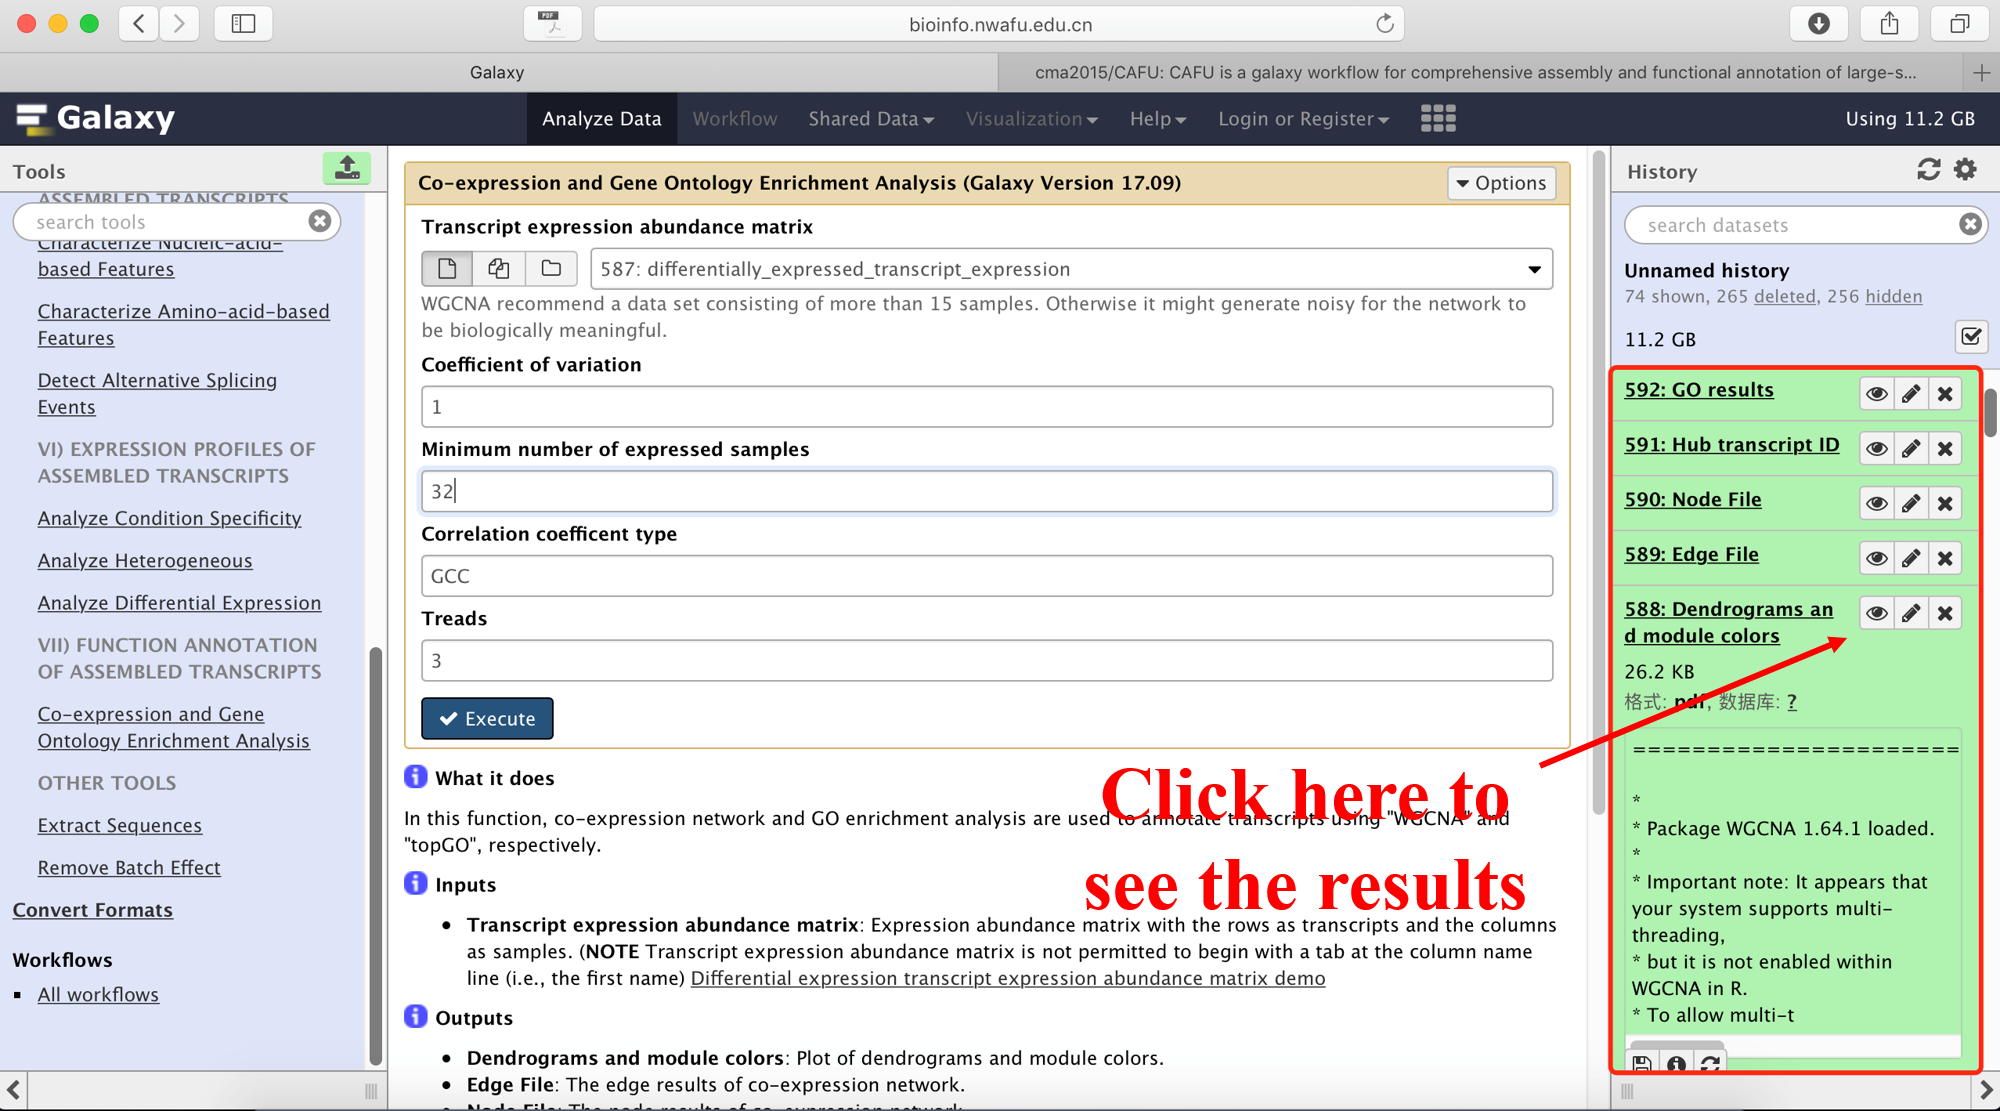 PDF
bioinfo.nwafu.edu.cn
Galaxy
cma2015/CAFU: CAFU is a galaxy workflow for comprehensive assembly and functional annotation of large-s...
Galaxy
Analyze Data
Workflow
Shared Data
Visualization
Help
Login or Register
Using 11.2 GB
Tools
ASSEMBLED TRANSCRIPTS
search tools
Characterize Nucleic-acid-
based Features
Characterize Amino-acid-based
Features
Detect Alternative Splicing
Events
VI) EXPRESSION PROFILES OF
ASSEMBLED TRANSCRIPTS
Analyze Condition Specificity
Analyze Heterogeneous
Analyze Differential Expression
VII) FUNCTION ANNOTATION
OF ASSEMBLED TRANSCRIPTS
Co-expression and Gene
Ontology Enrichment Analysis
OTHER TOOLS
Extract Sequences
Remove Batch Effect
Convert Formats
Workflows
All workflows
Co-expression and Gene Ontology Enrichment Analysis (Galaxy Version 17.09)
Options
Transcript expression abundance matrix
587: differentially_expressed_transcript_expression
WGCNA recommend a data set consisting of more than 15 samples. Otherwise it might generate noisy for the network to
be biologically meaningful.
Coefficient of variation
1
Minimum number of expressed samples
32
Correlation coefficent type
GCC
Treads
3
Execute
What it does
In this function, co-expression network and GO enrichment analysis are used to annotate transcripts using "WGCNA" and
"topGO", respectively.
Inputs
• Transcript expression abundance matrix: Expression abundance matrix with the rows as transcripts and the columns
as samples. (NOTE Transcript expression abundance matrix is not permitted to begin with a tab at the column name
line (i.e., the first name) Differential expression transcript expression abundance matrix demo
Outputs
• Dendrograms and module colors: Plot of dendrograms and module colors.
• Edge File: The edge results of co-expression network.
• Node File: The node results of co-expression network.
Click here to
see the results
History
search datasets
Unnamed history
74 shown, 265 deleted, 256 hidden
11.2 GB
592: GO results
591: Hub transcript ID
590: Node File
589: Edge File
588: Dendrograms an
d module colors
26.2 KB
格式: pdf, 数据库: ?
======================
*
* Package WGCNA 1.64.1 loaded.
*
* Important note: It appears that
your system supports multi-
threading,
* but it is not enabled within
WGCNA in R.
* To allow multi-t